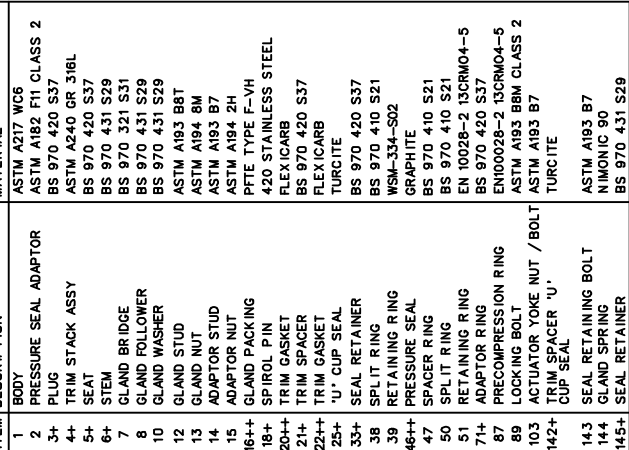 1 BODY ASTM A217 WC6
2 PRESSURE SEAL ADAPTOR ASTM A182 F11 CLASS 2
3+ PLUG BS 970 420 S37
4+ TRIM STACK ASSY ASTM A240 GR 316L
5+ SEAT BS 970 420 S37
6+ STEM BS 970 431 S29
7 GLAND BRIDGE BS 970 321 S31
8 GLAND FOLLOWER BS 970 431 S29
10 GLAND WASHER BS 970 431 S29
12 GLAND STUD ASTM A193 B8T
13 GLAND NUT ASTM A194 8M
14 ADAPTOR STUD ASTM A193 B7
15 ADAPTOR NUT ASTM A194 2H
16++ GLAND PACKING PFTE TYPE F-VH
18+ SPIROL PIN 420 STAINLESS STEEL
20++ TRIM GASKET FLEXICARB
21+ TRIM SPACER BS 970 420 S37
22++ TRIM GASKET FLEXICARB
25+ 'U' CUP SEAL TURCITE
33+ SEAL RETAINER BS 970 420 S37
38 SPLIT RING BS 970 410 S21
39 RETAINING RING WSM-334-S02
46++ PRESSURE SEAL GRAPHITE
47 SPACER RING BS 970 410 S21
50 SPLIT RING BS 970 410 S21
51 RETAINING RING EN 10028-2 13CRMO4-5
71+ ADAPTOR RING BS 970 420 S37
87 PRECOMPRESSION RING EN10028-2 13CRMO4-5
89 LOCKING BOLT ASTM A193 B8M CLASS 2
103 ACTUATOR YOKE NUT / BOLT ASTM A193 B7
142+ TRIM SPACER 'U' TURCITE
CUP SEAL
143 SEAL RETAINING BOLT ASTM A193 B7
144 GLAND SPRING NIMONIC 90
145+ SEAL RETAINER BS 970 431 S29